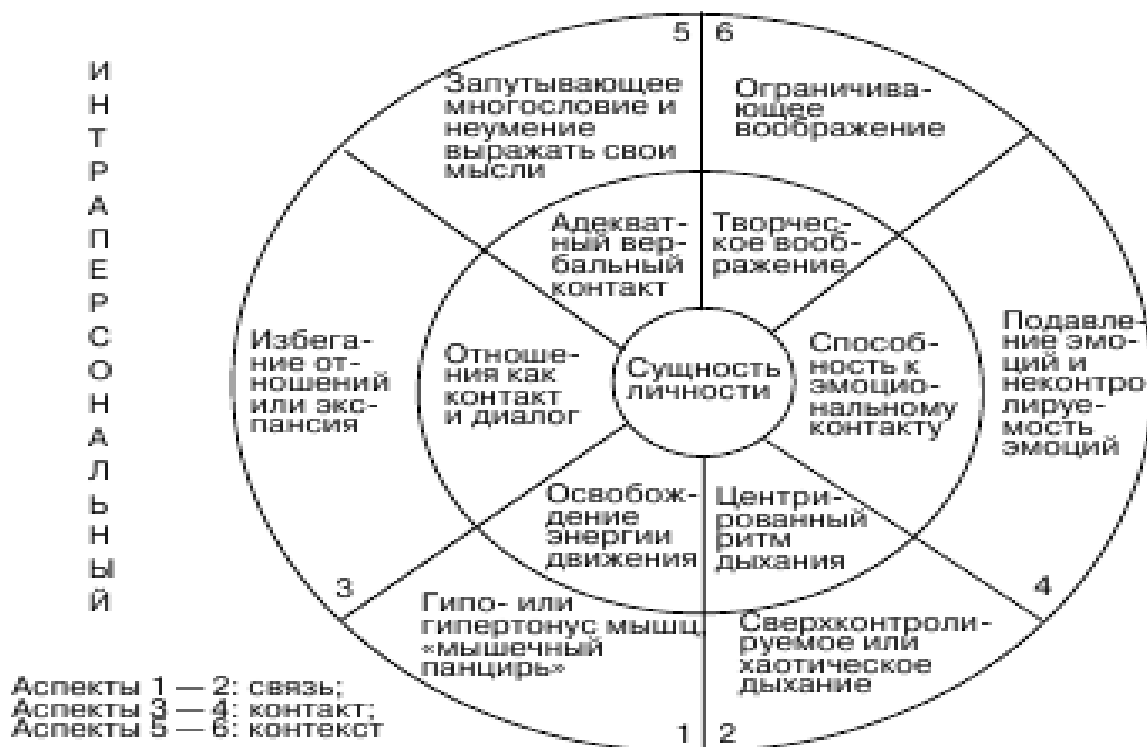 ИНТРАПЕРСОНАЛЬНЫЙ
5
6
Запутывающее
многословие и
неумение
выражать свои
мысли
Ограничива-
ющее
воображение
Адекват-
ный вер-
бальный
контакт
Творчес-
кое вооб-
ражение
Избега-
ние от-
ношений
или экс-
пансия
Отноше-
ния как
контакт
и диалог
Сущность
личности
Способ-
ность к
эмоцио-
нальному
контакту
Подавле-
ние эмо-
ций и
неконтро-
лируе-
мость
эмоций
Освобож-
дение
энергии
движения
Центри-
рованный
ритм
дыхания
3
4
Гипо- или
гипертонус мышц,
«мышечный
панцирь»
Сверхконтроли-
руемое или
хаотическое
дыхание
1
2
Аспекты 1 — 2: связь;
Аспекты 3 — 4: контакт;
Аспекты 5 — 6: контекст